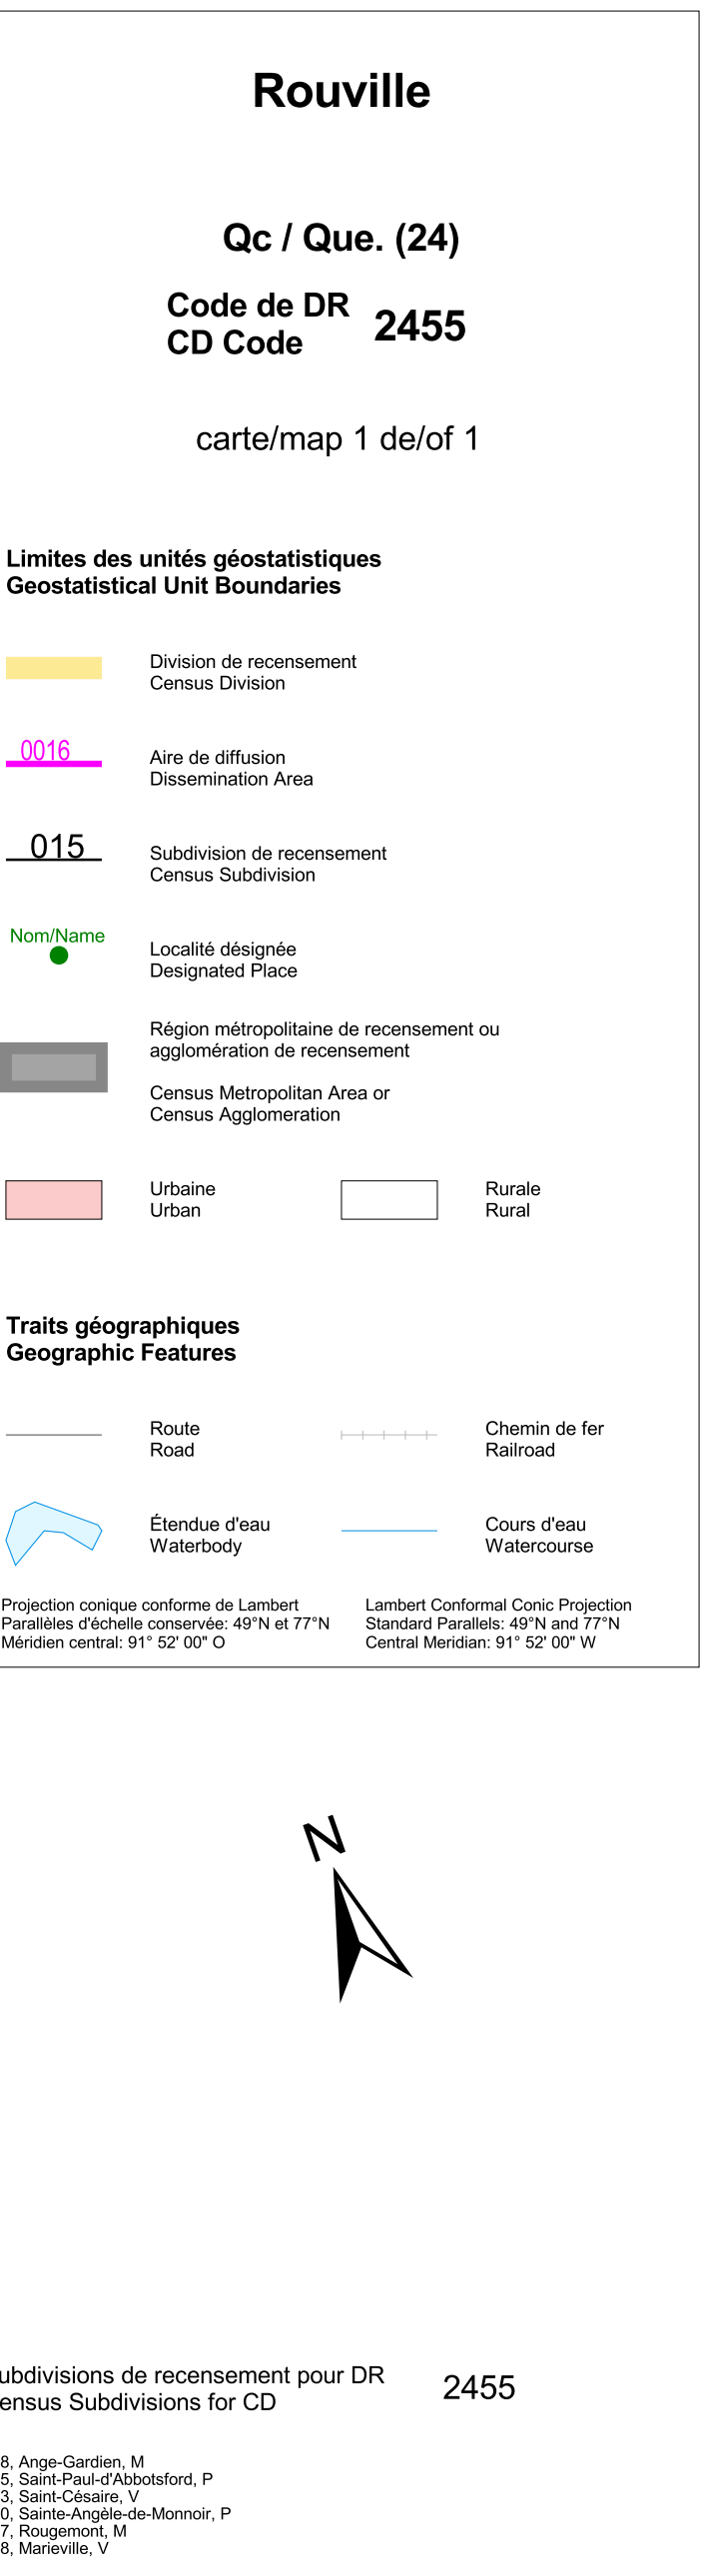 Rouville
Qc / Que. (24)
Code de DR
CD Code
2455
carte/map 1 de/of 1
Limites des unités géostatistiques
Geostatistical Unit Boundaries
Division de recensement
Census Division
0016
Aire de diffusion
Dissemination Area
015
Subdivision de recensement
Census Subdivision
Nom/Name
Localité désignée
Designated Place
Région métropolitaine de recensement ou
agglomération de recensement
Census Metropolitan Area or
Census Agglomeration
Urbaine
Urban
Rurale
Rural
Traits géographiques
Geographic Features
Route
Road
Chemin de fer
Railroad
Étendue d'eau
Waterbody
Cours d'eau
Watercourse
Projection conique conforme de Lambert
Parallèles d'échelle conservée: 49°N et 77°N
Méridien central: 91° 52' 00" O
Lambert Conformal Conic Projection
Standard Parallels: 49°N and 77°N
Central Meridian: 91° 52' 00" W
N
ubdivisions de recensement pour DR
ensus Subdivisions for CD
2455
8, Ange-Gardien, M
5, Saint-Paul-d'Abbotsford, P
3, Saint-Césaire, V
0, Sainte-Angèle-de-Monnoir, P
7, Rougemont, M
8, Marieville, V